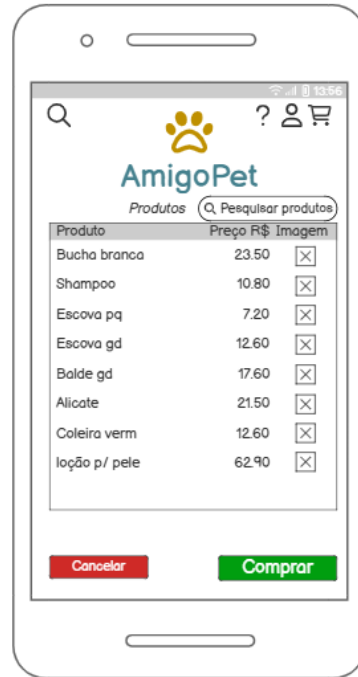 13:56
?
AmigoPet
Produtos Pesquisar produtos
Produto Preço R$ Imagem
Bucha branca 23.50
Shampoo 10.80
Escova pq 7.20
Escova gd 12.60
Balde gd 17.60
Alicate 21.50
Coleira verm 12.60
loção p/ pele 62.90
Cancelar Comprar